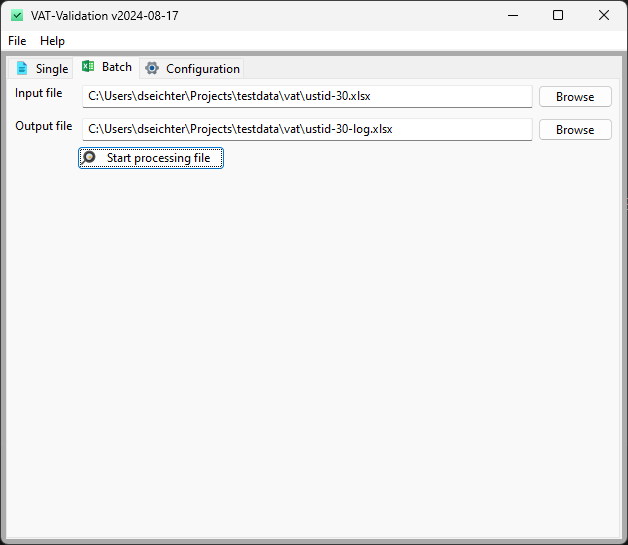 VAT-Validation v2024-08-17
File Help
Single Batch Configuration
Input file C:\Users\dseichter\Projects\testdata\vat\ustid-30.xlsx Browse
Output file C:\Users\dseichter\Projects\testdata\vat\ustid-30-log.xlsx Browse
Start processing file